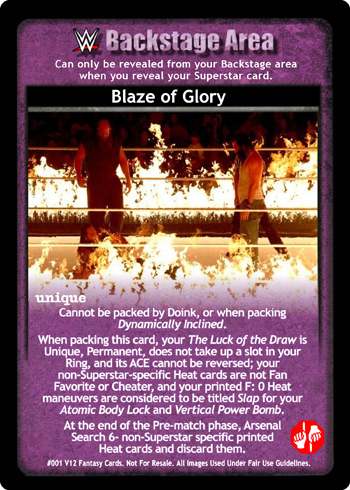 W Backstage Area
Can only be revealed from your Backstage area
when you reveal your Superstar card.
Blaze of Glory
unique
Cannot be packed by Doink, or when packing
Dynamically Inclined.
When packing this card, your The Luck of the Draw is
Unique, Permanent, does not take up a slot in your
Ring, and its ACE cannot be reversed; your
non-Superstar-specific Heat cards are not Fan
Favorite or Cheater, and your printed F: 0 Heat
maneuvers are considered to be titled Slap for your
Atomic Body Lock and Vertical Power Bomb.
At the end of the Pre-match phase, Arsenal
Search 6- non-Superstar specific printed
Heat cards and discard them.
#001 V12 Fantasy Cards. Not For Resale. All Images Used Under Fair Use Guidelines.